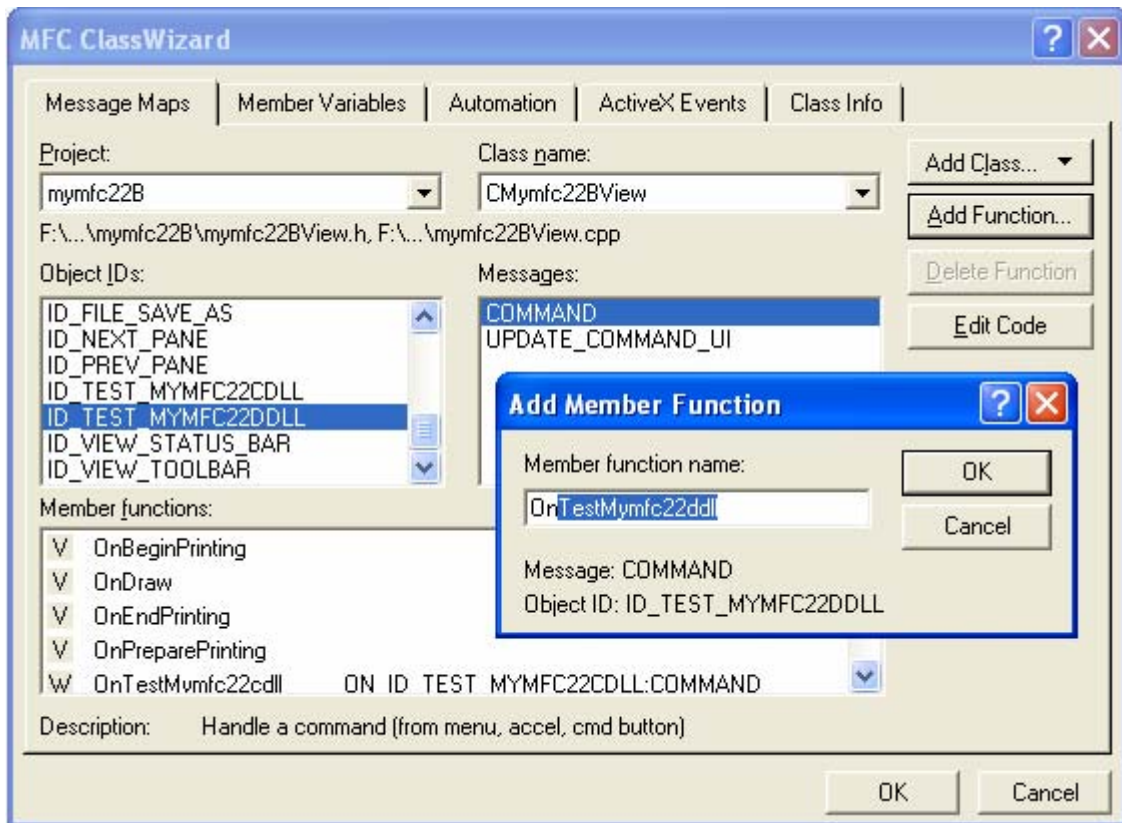 MFC ClassWizard
Message Maps
Member Variables
Automation
ActiveX Events
Class Info
Project:
mymfc22B
Class name:
CMymfc22BView
Add Class...
Add Function...
Delete Function
Edit Code
F:\...\mymfc22B\mymfc22BView.h, F:\...\mymfc22BView.cpp
Object IDs:
ID_FILE_SAVE_AS
ID_NEXT_PANE
ID_PREV_PANE
ID_TEST_MYMFC22CDLL
ID_TEST_MYMFC22DDLL
ID_VIEW_STATUS_BAR
ID_VIEW_TOOLBAR
Messages:
COMMAND
UPDATE_COMMAND_UI
Add Member Function
Member function name:
OnTestMymfc22ddll
OK
Cancel
Message: COMMAND
Object ID: ID_TEST_MYMFC22DDLL
Member functions:
V OnBeginPrinting
V OnDraw
V OnEndPrinting
V OnPreparePrinting
W OnTestMymfc22cdll ON_ID_TEST_MYMFC22CDLL:COMMAND
Description: Handle a command (from menu, accel, cmd button)
OK
Cancel